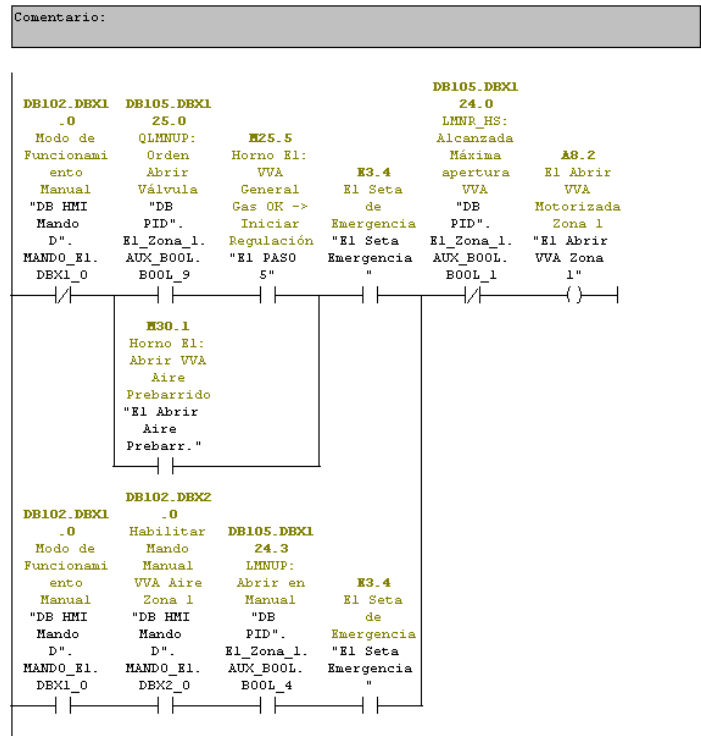 Comentario:
DB105.DBX1
24.0
LMNR_HS:
Alcanzada
Máxima
apertura
VVA
"DB
PID".
E1_Zona_1.
AUX_BOOL.
BOOL_1
DB102.DBX1
.0
Modo de
Funcionami
ento
Manual
"DB HMI
Mando
D".
MANDO_E1.
DBX1_0
DB105.DBX1
25.0
QLMNUP:
Orden
Abrir
Válvula
"DB
PID".
E1_Zona_1.
AUX_BOOL.
BOOL_9
M25.5
Horno E1:
VVA
General
Gas OK ->
Iniciar
Regulación
"E1 PASO
5"
E3.4
E1 Seta
de
Emergencia
"E1 Seta
Emergencia
"
A8.2
E1 Abrir
VVA
Motorizada
Zona 1
"E1 Abrir
VVA Zona
1"
M30.1
Horno E1:
Abrir VVA
Aire
Prebarrido
"E1 Abrir
Aire
Prebarr."
DB102.DBX1
.0
Modo de
Funcionami
ento
Manual
"DB HMI
Mando
D".
MANDO_E1.
DBX1_0
DB102.DBX2
.0
Habilitar
Mando
Manual
VVA Aire
Zona 1
"DB HMI
Mando
D".
MANDO_E1.
DBX2_0
DB105.DBX1
24.3
LMNUP:
Abrir en
Manual
"DB
PID".
E1_Zona_1.
AUX_BOOL.
BOOL_4
E3.4
E1 Seta
de
Emergencia
"E1 Seta
Emergencia
"